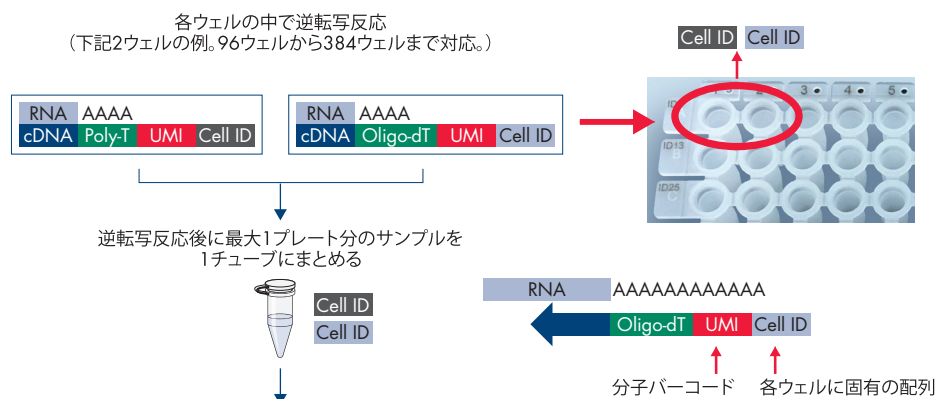 各ウェルの中で逆転写反応
(下記2ウェルの例。96ウェルから384ウェルまで対応。)
RNA AAAA
cDNA Poly-T UMI Cell ID
RNA AAAA
cDNA Oligo-dT UMI Cell ID
Cell ID Cell ID
3 4 5
ID13
B
ID25
C
逆転写反応後に最大1プレート分のサンプルを
1チューブにまとめる
Cell ID
Cell ID
RNA AAAAAAAAAAAA
Oligo-dT UMI Cell ID
分子バーコード 各ウェルに固有の配列